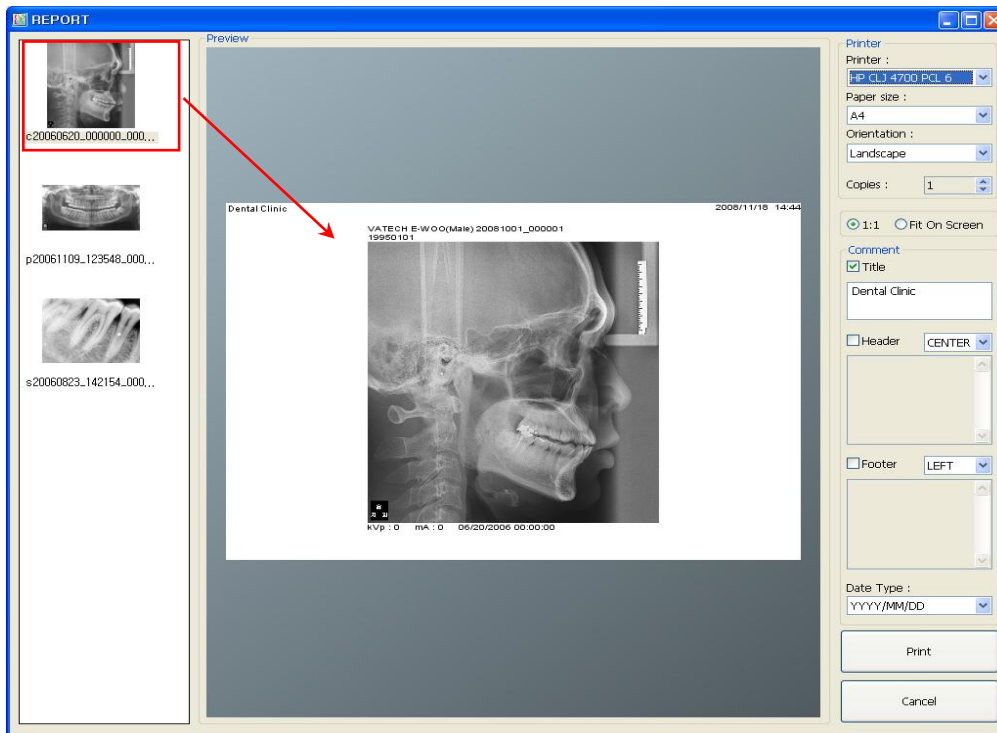 REPORT
c20060620_000000_000...
p20061109_123548_000...
s20060823_142154_000...
Preview
Dental Clinic
2008/11/18 14:44
VATECH E-WOO(Male) 20081001_000001
19950101
kVp : 0 mA : 0 06/20/2006 00:00:00
Printer
Printer :
HP CLJ 4700 PCL 6
Paper size :
A4
Orientation :
Landscape
Copies : 1
1:1 Fit On Screen
Comment
Title
Dental Clinic
Header CENTER
Footer LEFT
Date Type :
YYYY/MM/DD
Print
Cancel